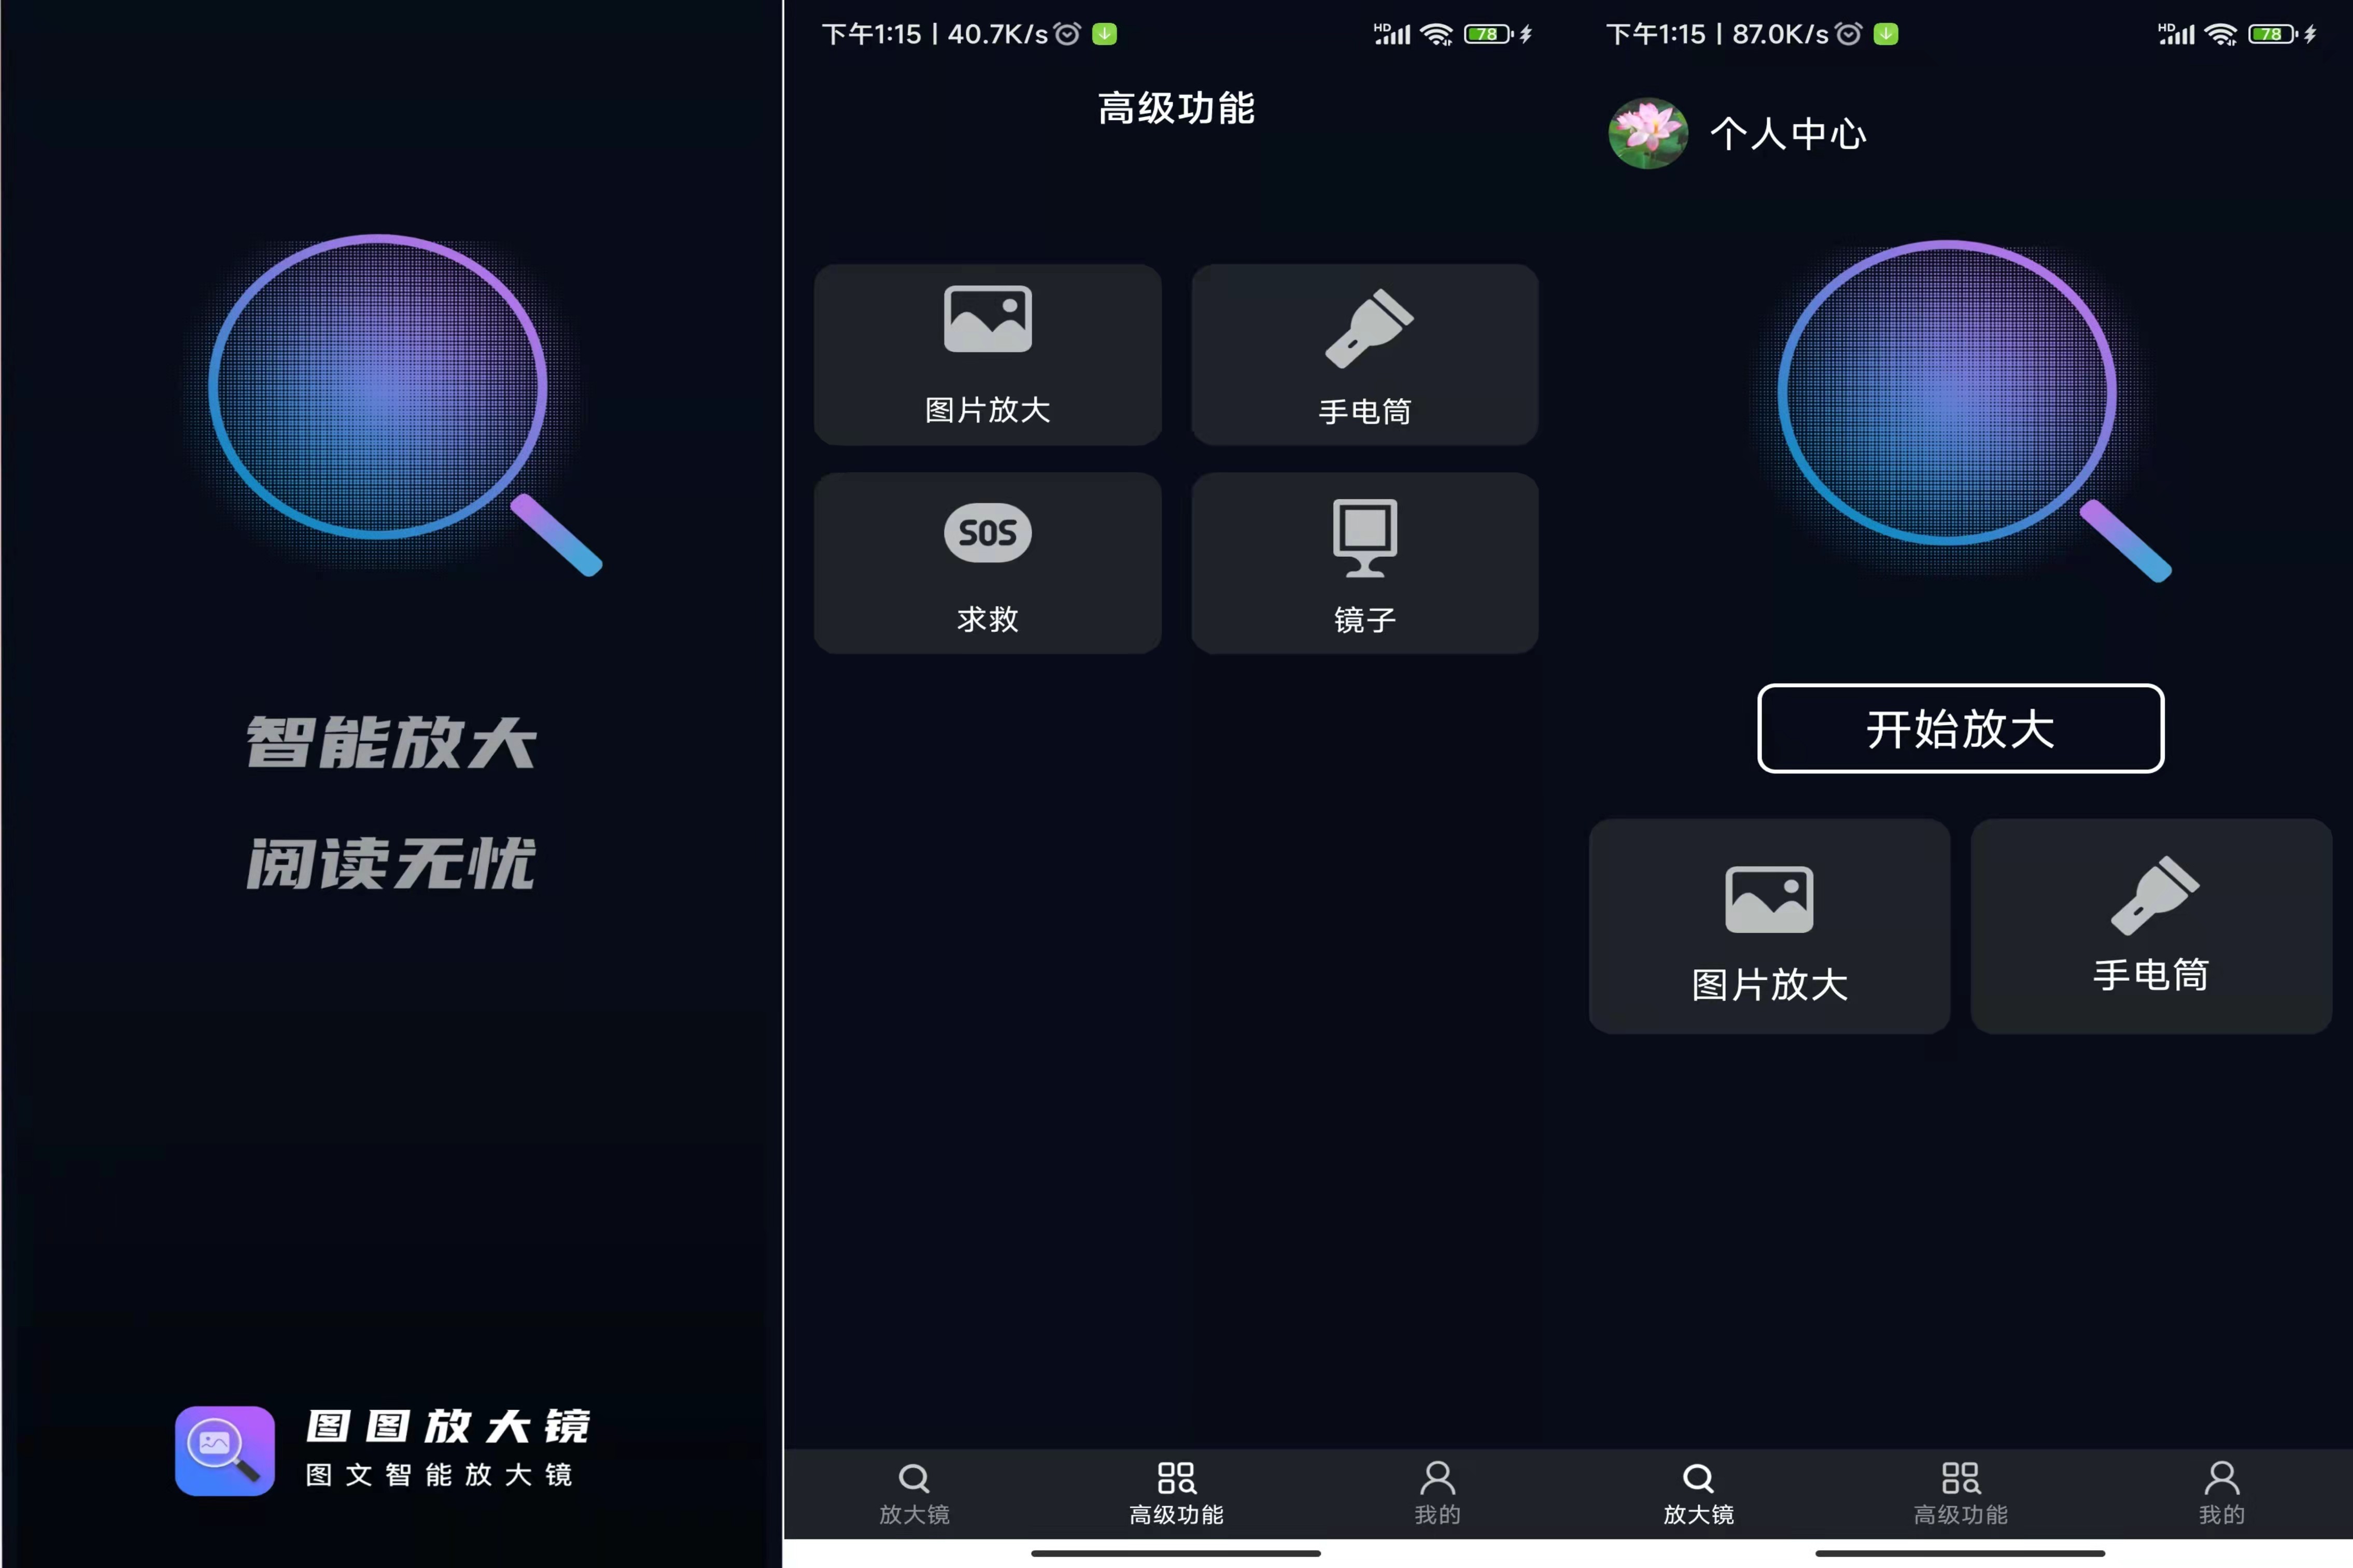 智能放大
阅读无忧
图图放大镜
图文智能放大镜
下午1:15 | 40.7K/s
HD
78
高级功能
图片放大
手电筒
SOS
求救
镜子
放大镜
高级功能
我的
下午1:15 | 87.0K/s
HD
78
个人中心
开始放大
图片放大
手电筒
放大镜
高级功能
我的